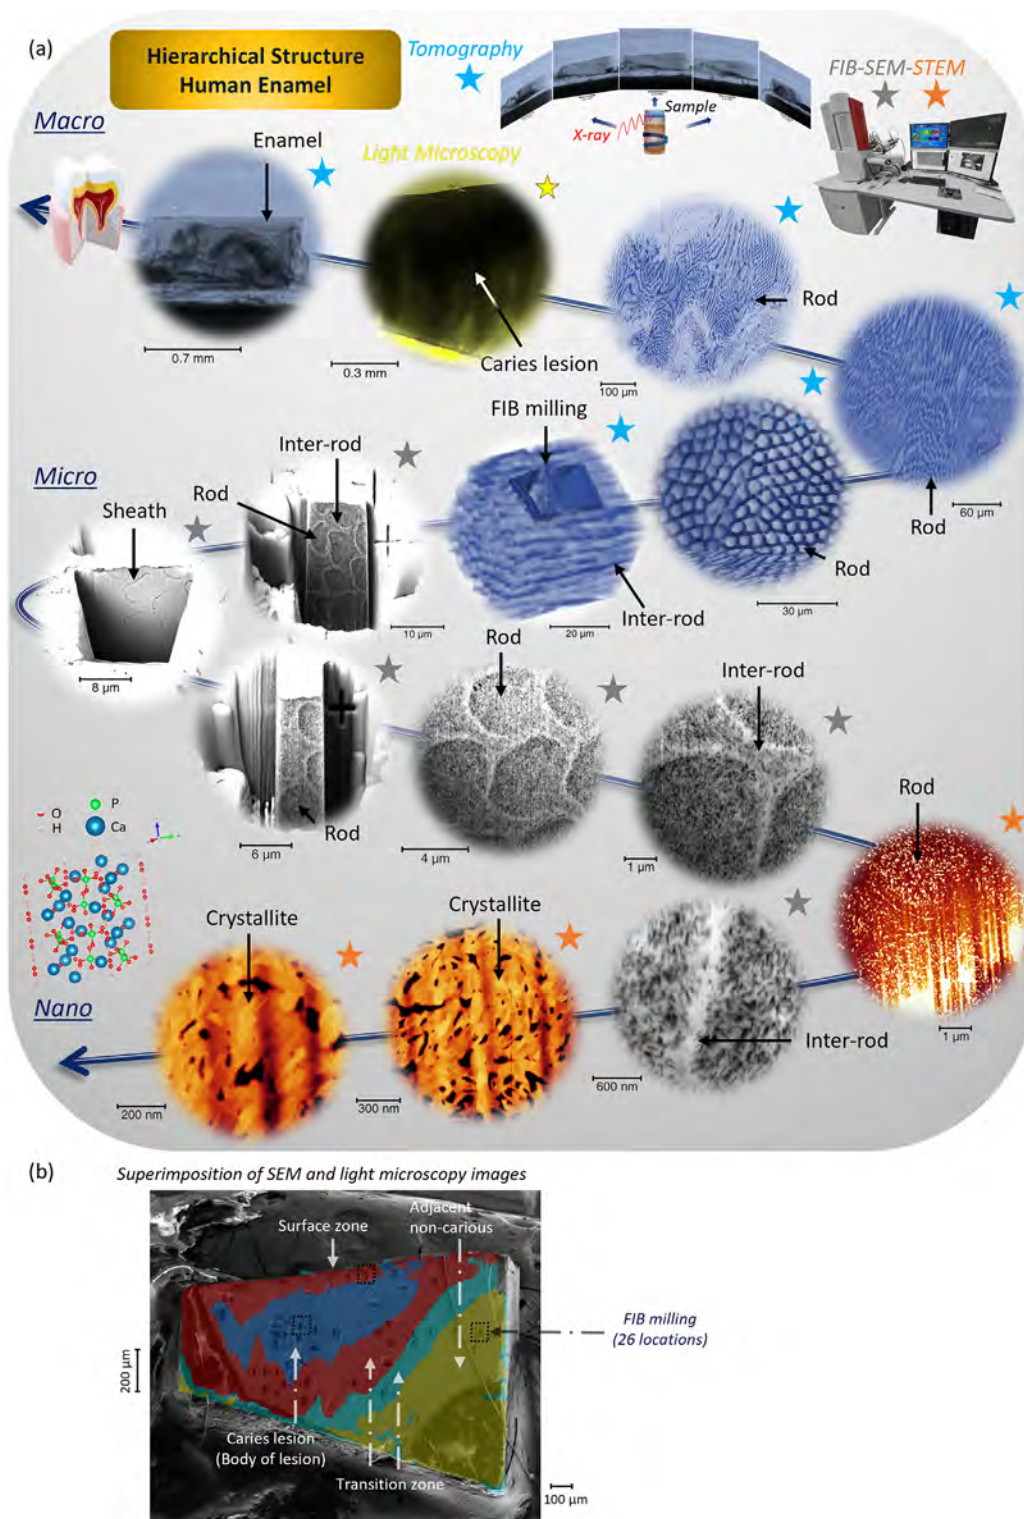 (a)
Hierarchical Structure
Human Enamel
Tomography
Sample
X-ray
FIB-SEM-STEM
Macro
Enamel
Light Microscopy
Rod
Caries lesion
0.7 mm
0.3 mm
100 µm
FIB milling
Inter-rod
Micro
Rod
Sheath
Rod
60 µm
Rod
Inter-rod
10 µm
20 µm
30 µm
8 µm
Rod
Inter-rod
Rod
6 µm
4 µm
1 µm
Rod
O
P
H
Ca
Crystallite
Crystallite
Nano
Inter-rod
1 µm
200 nm
300 nm
600 nm
(b)
Superimposition of SEM and light microscopy images
Surface zone
Adjacent
non-carious
FIB milling
(26 locations)
200 µm
Caries lesion
(Body of lesion)
Transition zone
100 µm